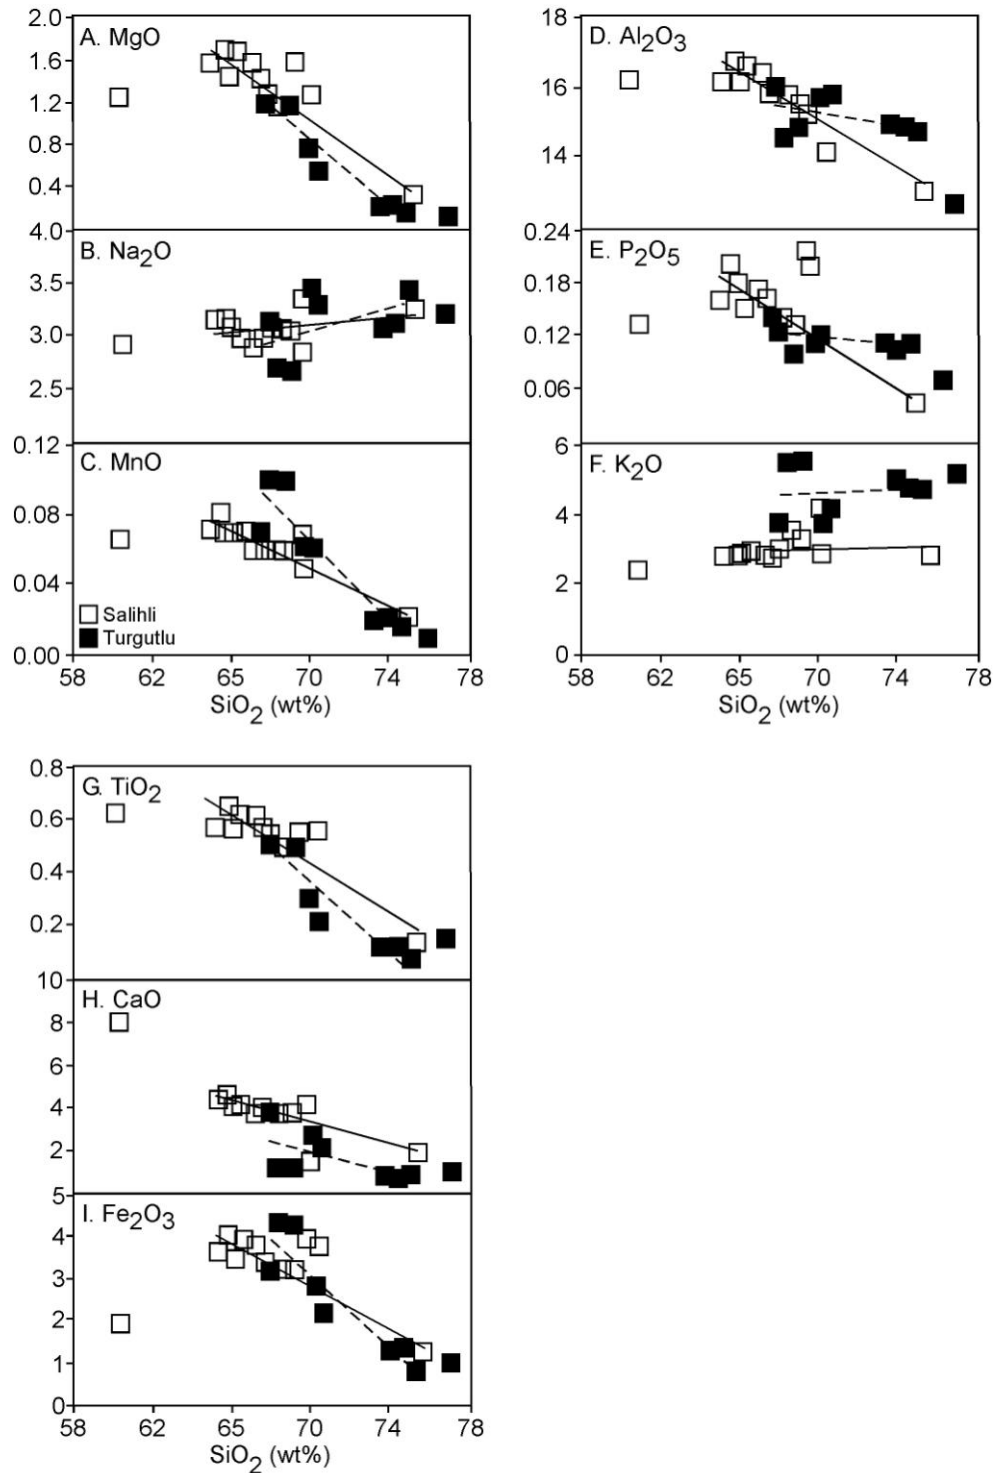 2.0
1.6
1.2
0.8
0.4
A. MgO
4.0
3.5
3.0
2.5
B. Na2O
0.12
0.08
0.04
0.00
C. MnO
Salihli
Turgutlu
58 62 65 70 74 78
SiO2 (wt%)
18
16
14
D. Al2O3
0.24
0.18
0.12
0.06
E. P2O5
6
4
2
0
F. K2O
58 62 65 70 74 78
SiO2 (wt%)
0.8
0.6
0.4
0.2
G. TiO2
10
8
6
4
2
H. CaO
5
4
3
2
1
0
I. Fe2O3
58 62 65 70 74 78
SiO2 (wt%)